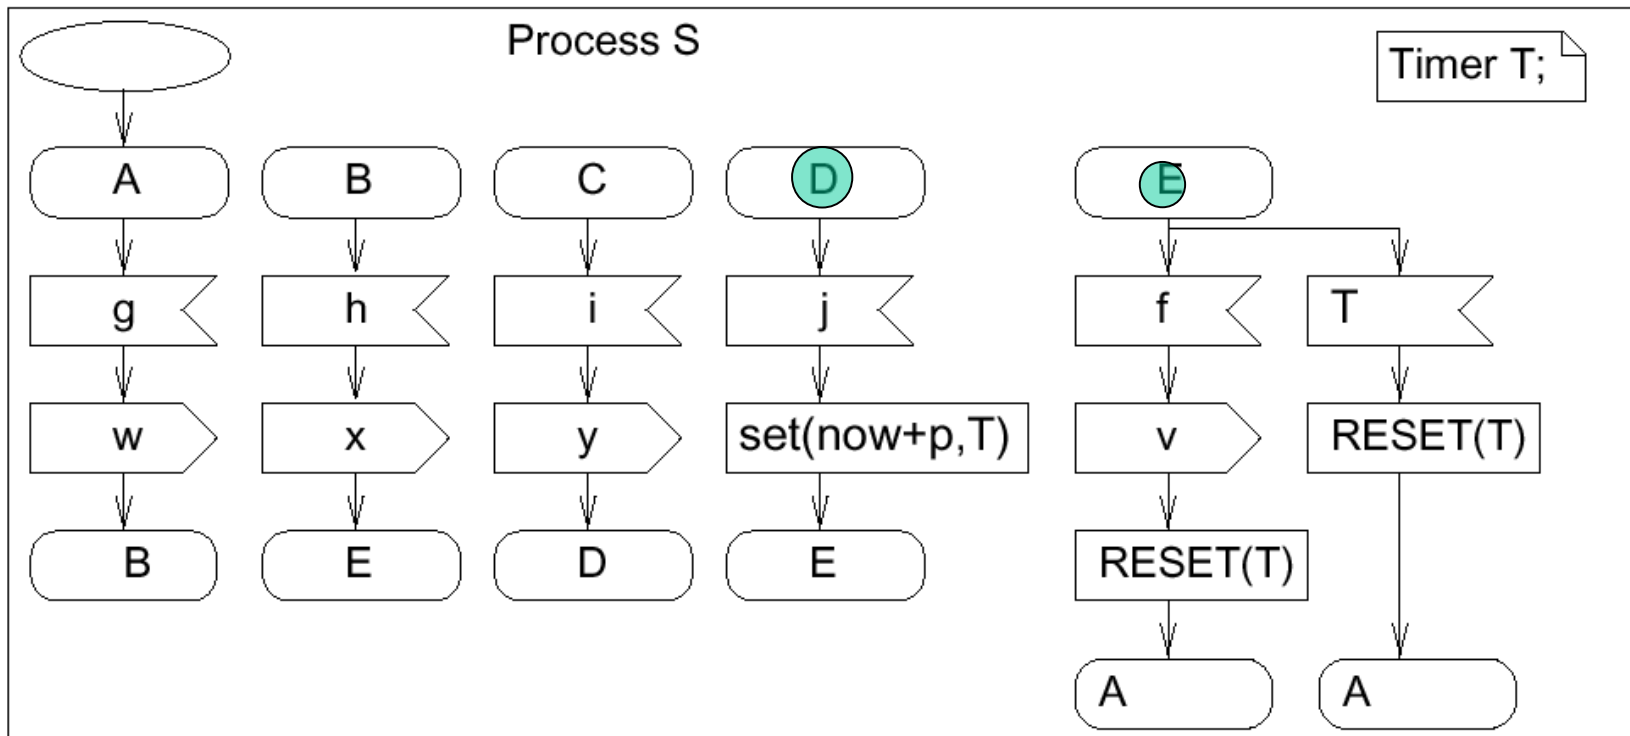 Process S
Timer T;
A B C D E
g h i j f T
w x y set(now+p,T) v RESET(T)
B E D E RESET(T)
A A